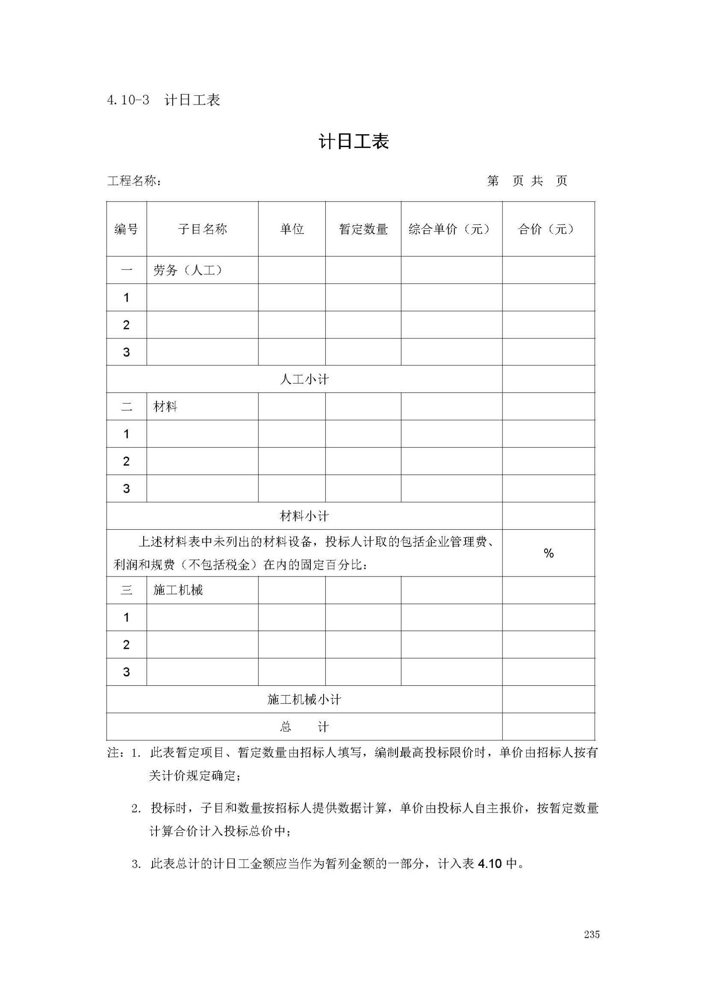 4.10-3 计日工表
计日工表
工程名称: 第 页 共 页
编号 子目名称 单位 暂定数量 综合单价（元） 合价（元）
一 劳务（人工）
1
2
3
人工小计
二 材料
1
2
3
材料小计
上述材料表中未列出的材料设备，投标人计取的包括企业管理费、
利润和规费（不包括税金）在内的固定百分比:
%
三 施工机械
1
2
3
施工机械小计
总 计
注: 1. 此表暂定项目、暂定数量由招标人填写，编制最高投标限价时，单价由招标人按有
关计价规定确定;
2. 投标时，子目和数量按招标人提供数据计算，单价由投标人自主报价，按暂定数量
计算合价计入投标总价中;
3. 此表总计的计日工金额应当作为暂列金额的一部分，计入表 4.10 中。
235